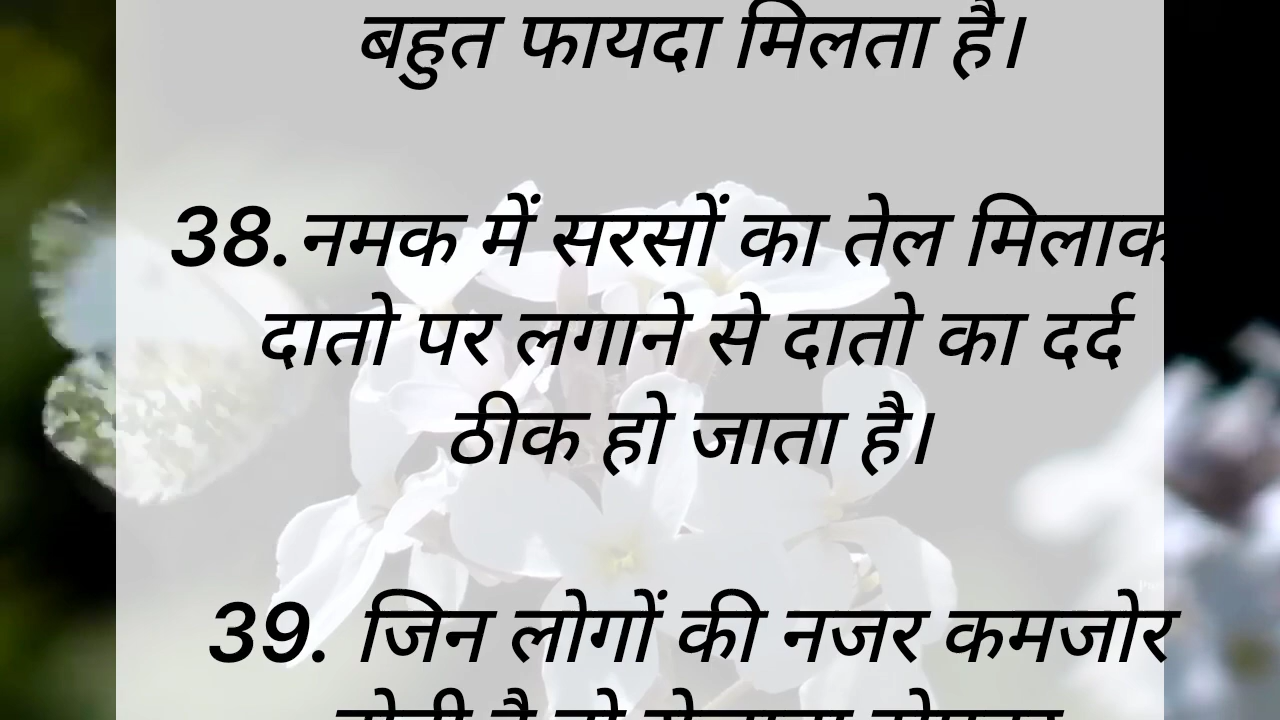 बहुत फायदा मिलता है।
38.नमक में सरसों का तेल मिलाक
दातो पर लगाने से दातो का दर्द
ठीक हो जाता है।
39. जिन लोगों की नजर कमजोर